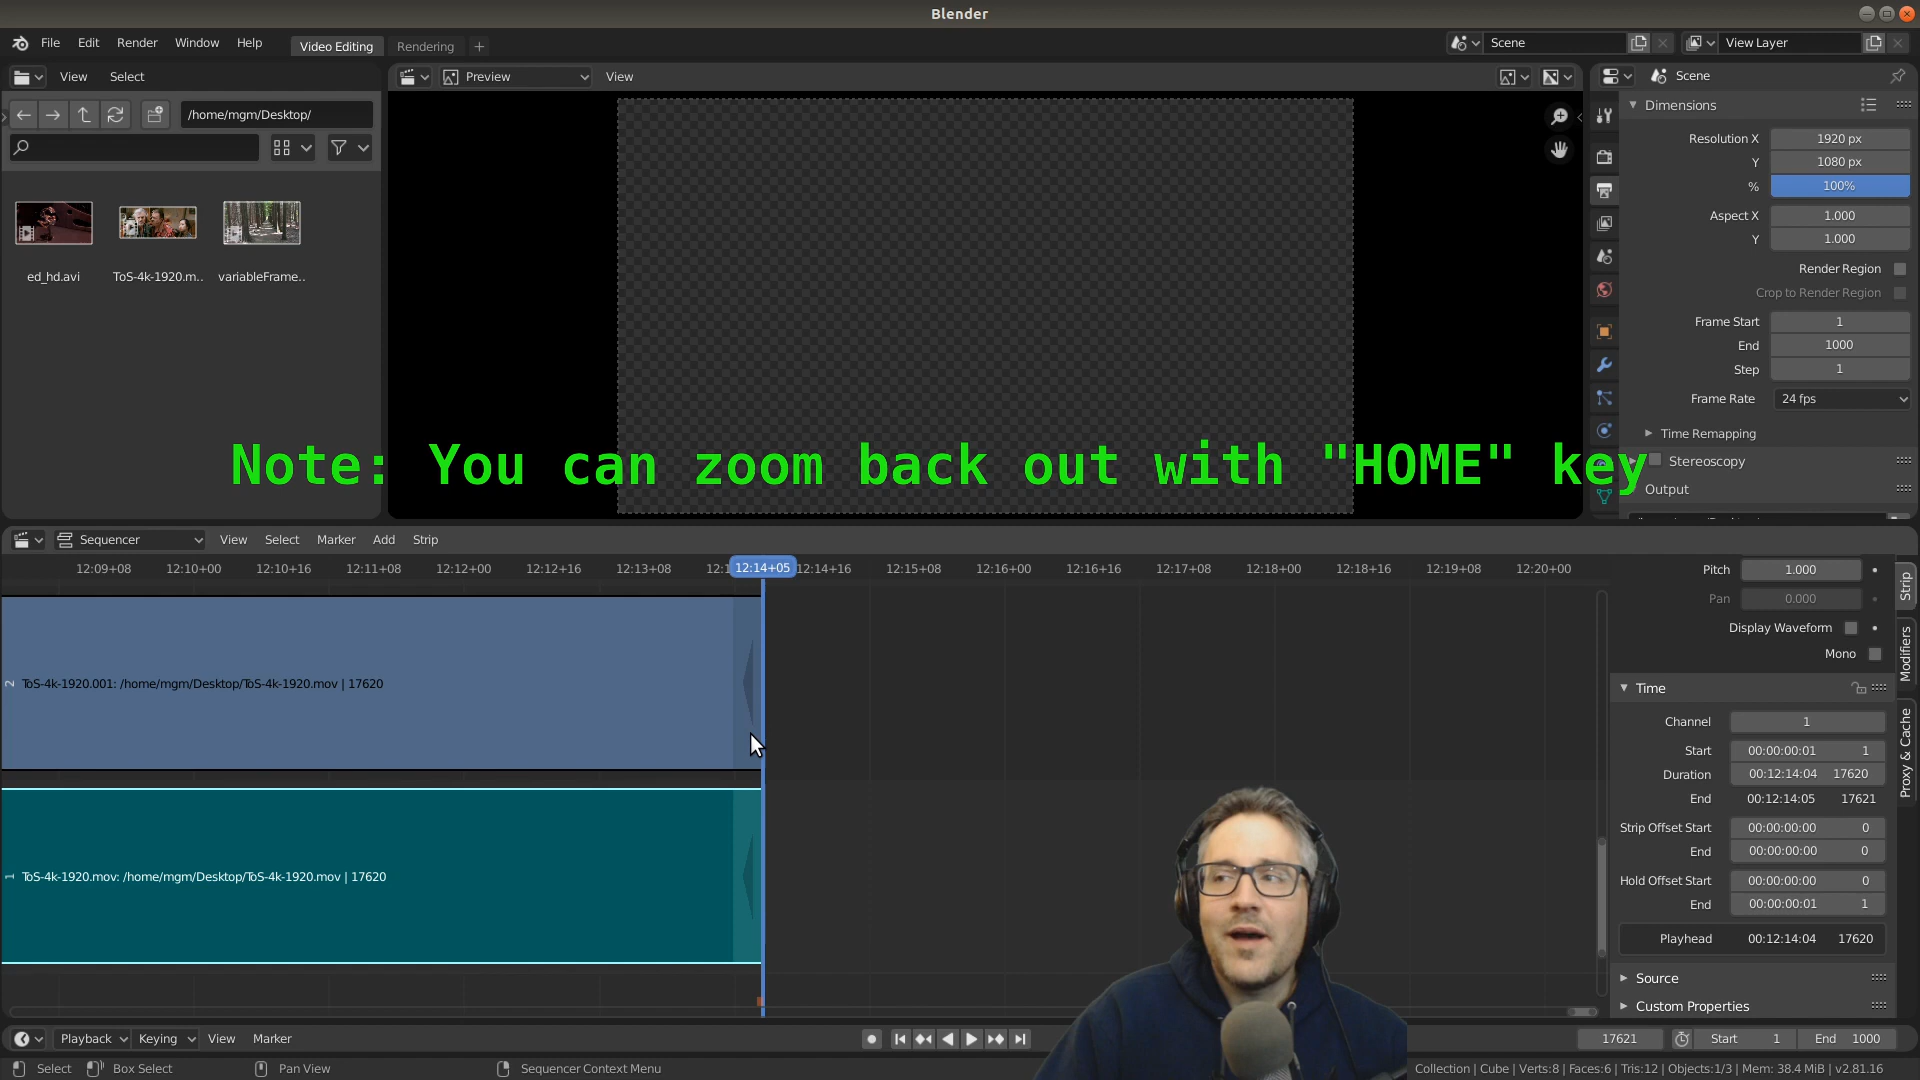 Blender
File Edit Render Window Help Video Editing Rendering + Scene View Layer
View Select Preview View Scene
/home/mgm/Desktop/
ed_hd.avi ToS-4k-1920.m.. variableFrame..
Dimensions
Resolution X 1920 px
Y 1080 px
% 100%
Aspect X 1.000
Y 1.000
Render Region
Crop to Render Region
Frame Start 1
End 1000
Step 1
Frame Rate 24 fps
Time Remapping
Stereoscopy
Output
Note: You can zoom back out with "HOME" key
Sequencer View Select Marker Add Strip
12:09+08 12:10+00 12:10+16 12:11+08 12:12+00 12:12+16 12:13+08 12:14+05 12:14+16 12:15+08 12:16+00 12:16+16 12:17+08 12:18+00 12:18+16 12:19+08 12:20+00
2 ToS-4k-1920.001: /home/mgm/Desktop/ToS-4k-1920.mov | 17620
1 ToS-4k-1920.mov: /home/mgm/Desktop/ToS-4k-1920.mov | 17620
Pitch 1.000
Pan 0.000
Display Waveform
Mono
Time
Channel 1
Start 00:00:00:01 1
Duration 00:12:14:04 17620
End 00:12:14:05 17621
Strip Offset Start 00:00:00:00 0
End 00:00:00:00 0
Hold Offset Start 00:00:00:00 0
End 00:00:00:01 1
Playhead 00:12:14:04 17620
Source
Custom Properties
Strip
Modifiers
Proxy & Cache
Playback Keying View Marker 17621 Start 1 End 1000
Select Box Select Pan View Sequencer Context Menu Collection | Cube | Verts:8 | Faces:6 | Tris:12 | Objects:1/3 | Mem: 38.4 MiB | v2.81.16